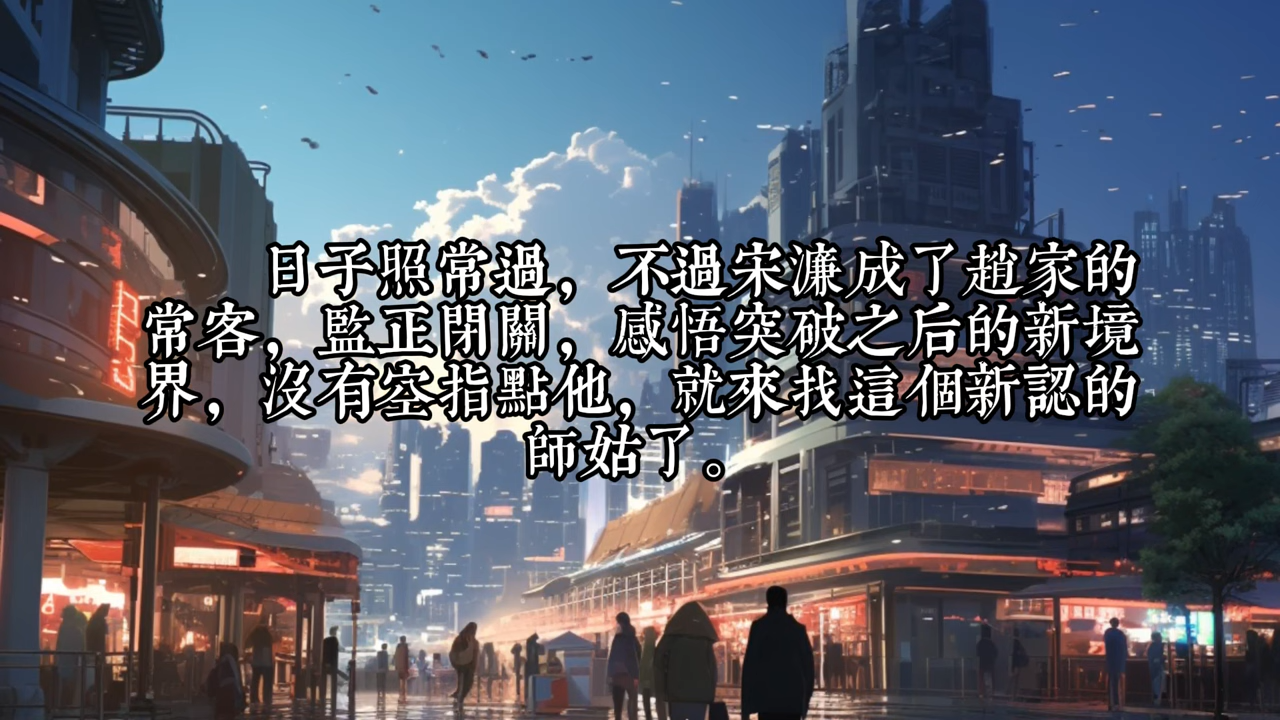 日子照常過，不過宋濂成了趙家的
常客，監正閉關，感悟突破之后的新境
界，沒有空指點他，就來找這個新認的
師姑了。